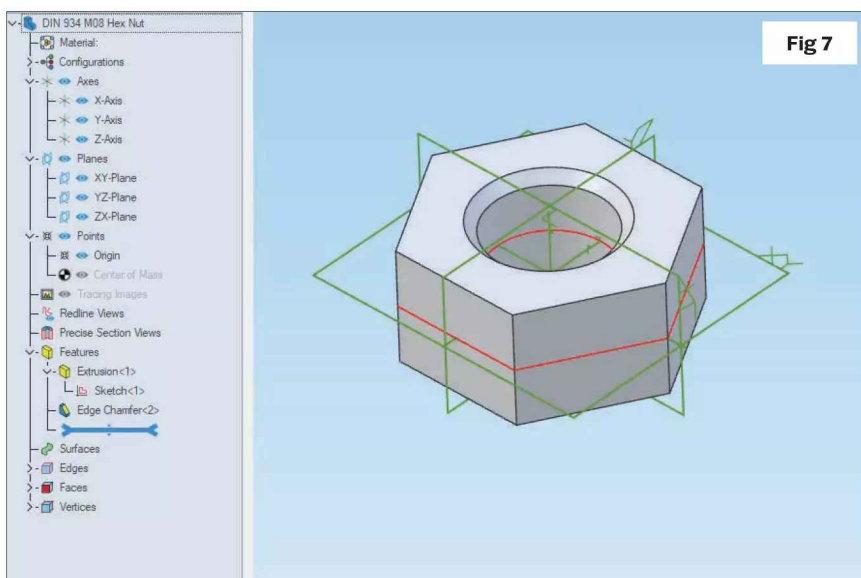 DIN 934 M08 Hex Nut
Material:
Configurations
Axes
X-Axis
Y-Axis
Z-Axis
Planes
XY-Plane
YZ-Plane
ZX-Plane
Points
Origin
Center of Mass
Tracing Images
Redline Views
Precise Section Views
Features
Extrusion<1>
Sketch<1>
Edge Chamfer<2>
Surfaces
Edges
Faces
Vertices
Fig 7